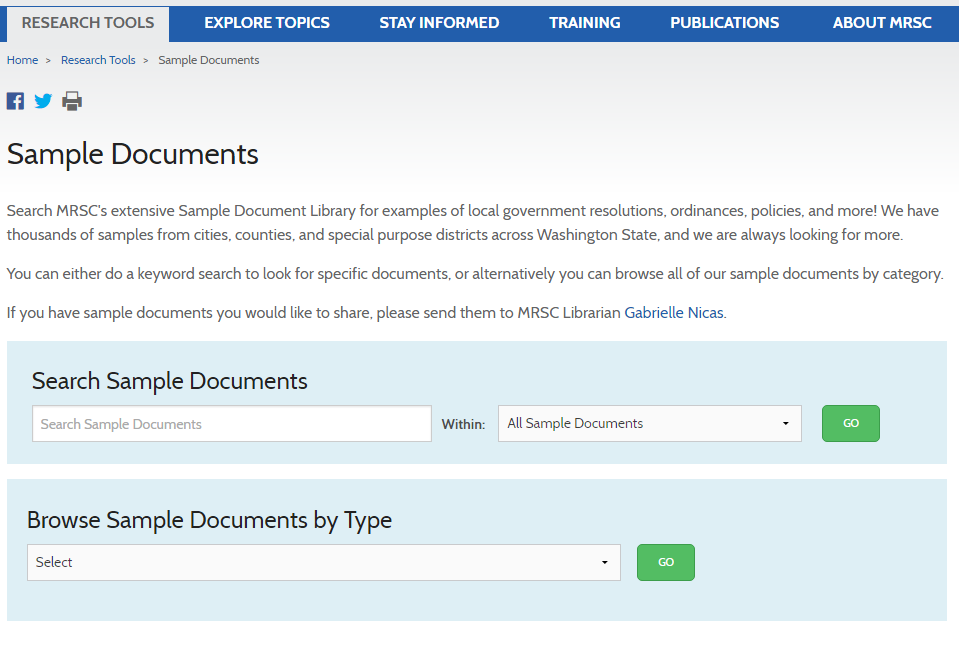 RESEARCH TOOLS EXPLORE TOPICS STAY INFORMED TRAINING PUBLICATIONS ABOUT MRSC
Home > Research Tools > Sample Documents
Sample Documents
Search MRSC's extensive Sample Document Library for examples of local government resolutions, ordinances, policies, and more! We have
thousands of samples from cities, counties, and special purpose districts across Washington State, and we are always looking for more.
You can either do a keyword search to look for specific documents, or alternatively you can browse all of our sample documents by category.
If you have sample documents you would like to share, please send them to MRSC Librarian Gabrielle Nicas.
Search Sample Documents
Search Sample Documents Within: All Sample Documents GO
Browse Sample Documents by Type
Select GO